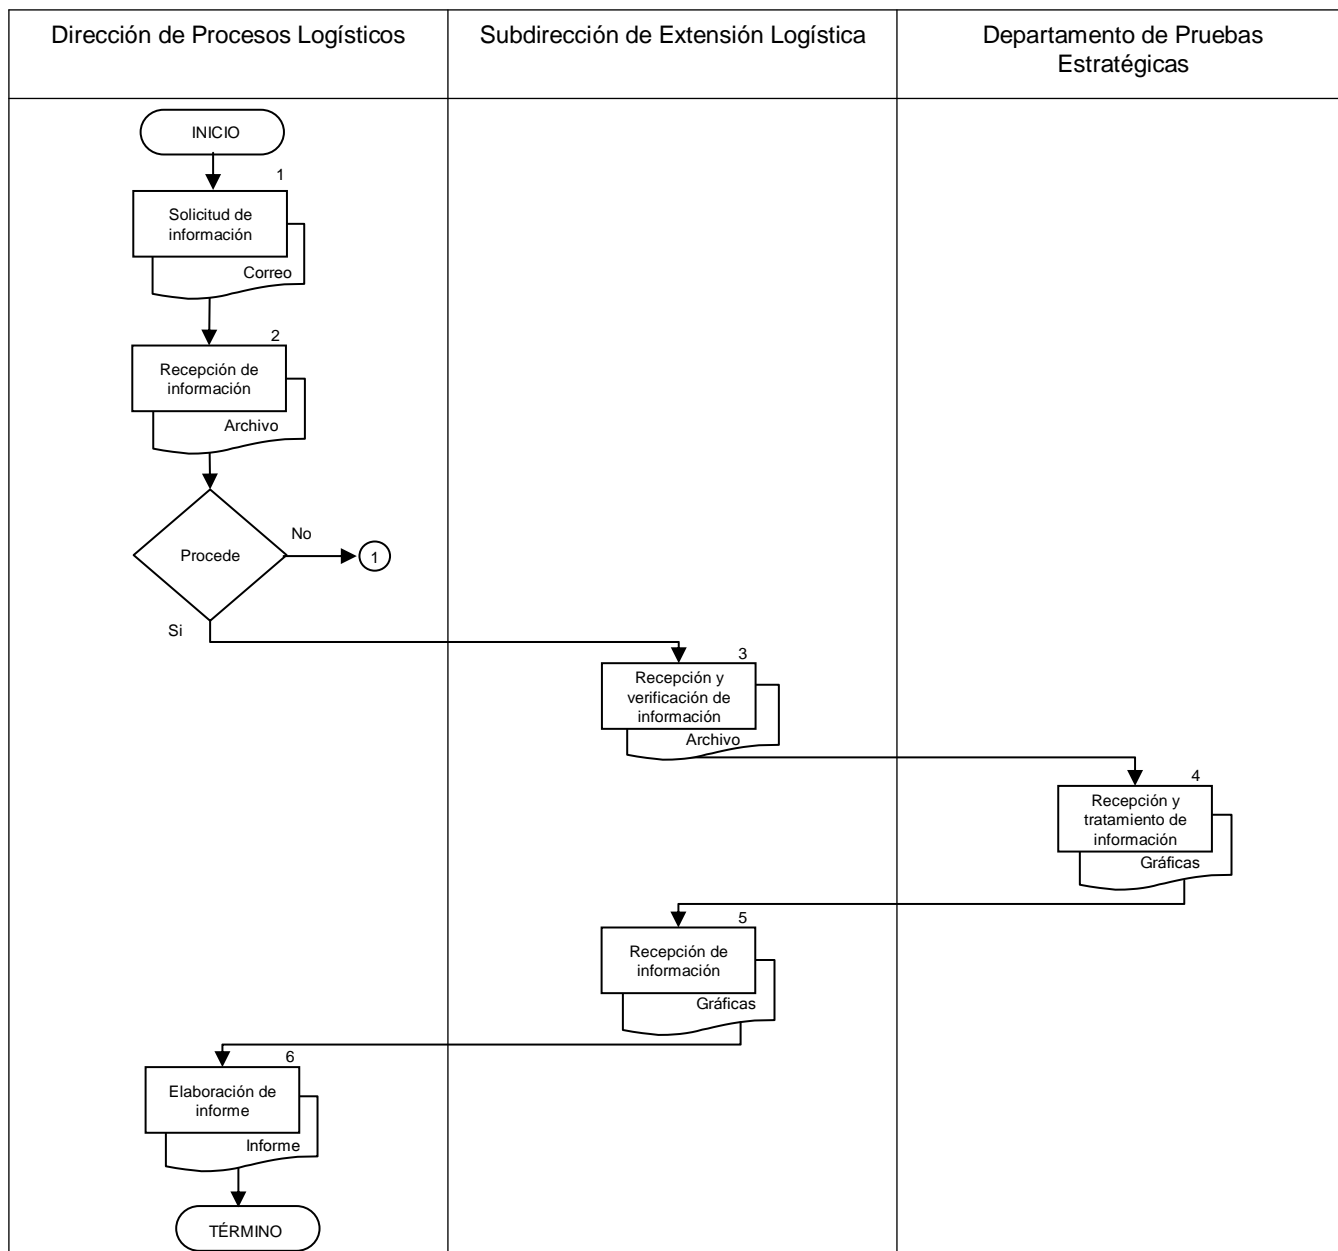 Dirección de Procesos Logísticos
Subdirección de Extensión Logística
Departamento de Pruebas
Estratégicas
INICIO
1
Solicitud de
información
Correo
2
Recepción de
información
Archivo
Procede
No
1
Si
3
Recepción y
verificación de
información
Archivo
4
Recepción y
tratamiento de
información
Gráficas
5
Recepción de
información
Gráficas
6
Elaboración de
informe
Informe
TÉRMINO